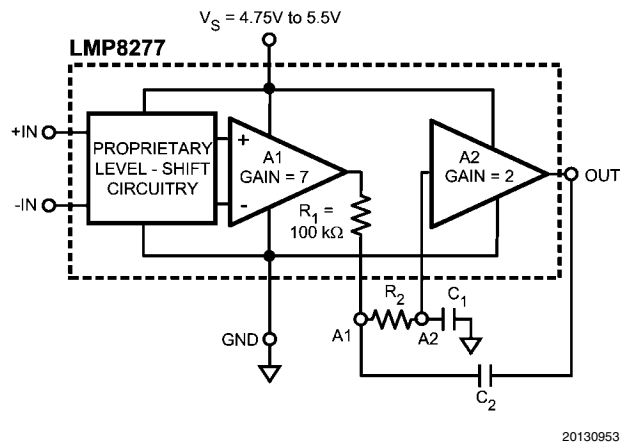 V_S = 4.75V to 5.5V
LMP8277
+IN
-IN
PROPRIETARY
LEVEL - SHIFT
CIRCUITRY
+
-
A1
GAIN = 7
R_1 =
100 kΩ
A2
GAIN = 2
OUT
R_2
C_1
A1
A2
GND
C_2
20130953